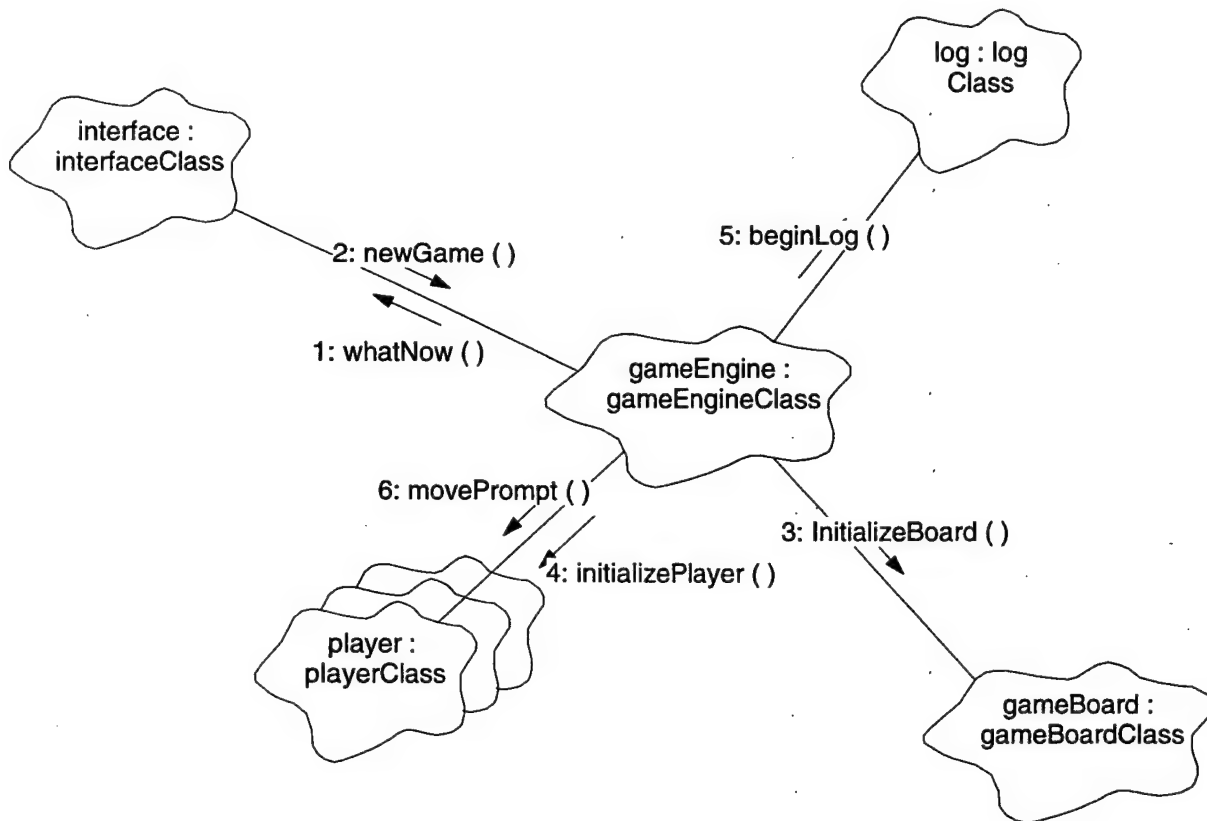 log : log
Class
interface :
interfaceClass
5: beginLog ( )
2: newGame ( )
1: whatNow ( )
gameEngine :
gameEngineClass
6: movePrompt ( )
3: InitializeBoard ( )
4: initializePlayer ( )
player :
playerClass
gameBoard :
gameBoardClass